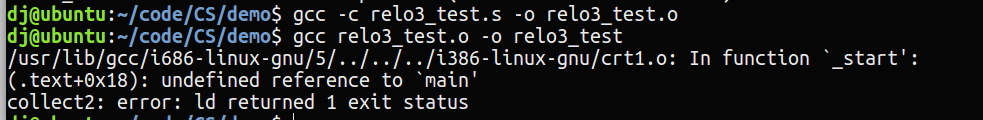 dj@ubuntu:~/code/CS/demo$ gcc -c relo3_test.s -o relo3_test.o
dj@ubuntu:~/code/CS/demo$ gcc relo3_test.o -o relo3_test
/usr/lib/gcc/i686-linux-gnu/5/../../../i386-linux-gnu/crt1.o: In function `_start':
(.text+0x18): undefined reference to `main'
collect2: error: ld returned 1 exit status
dj@ubuntu:~/code/CS/demo$